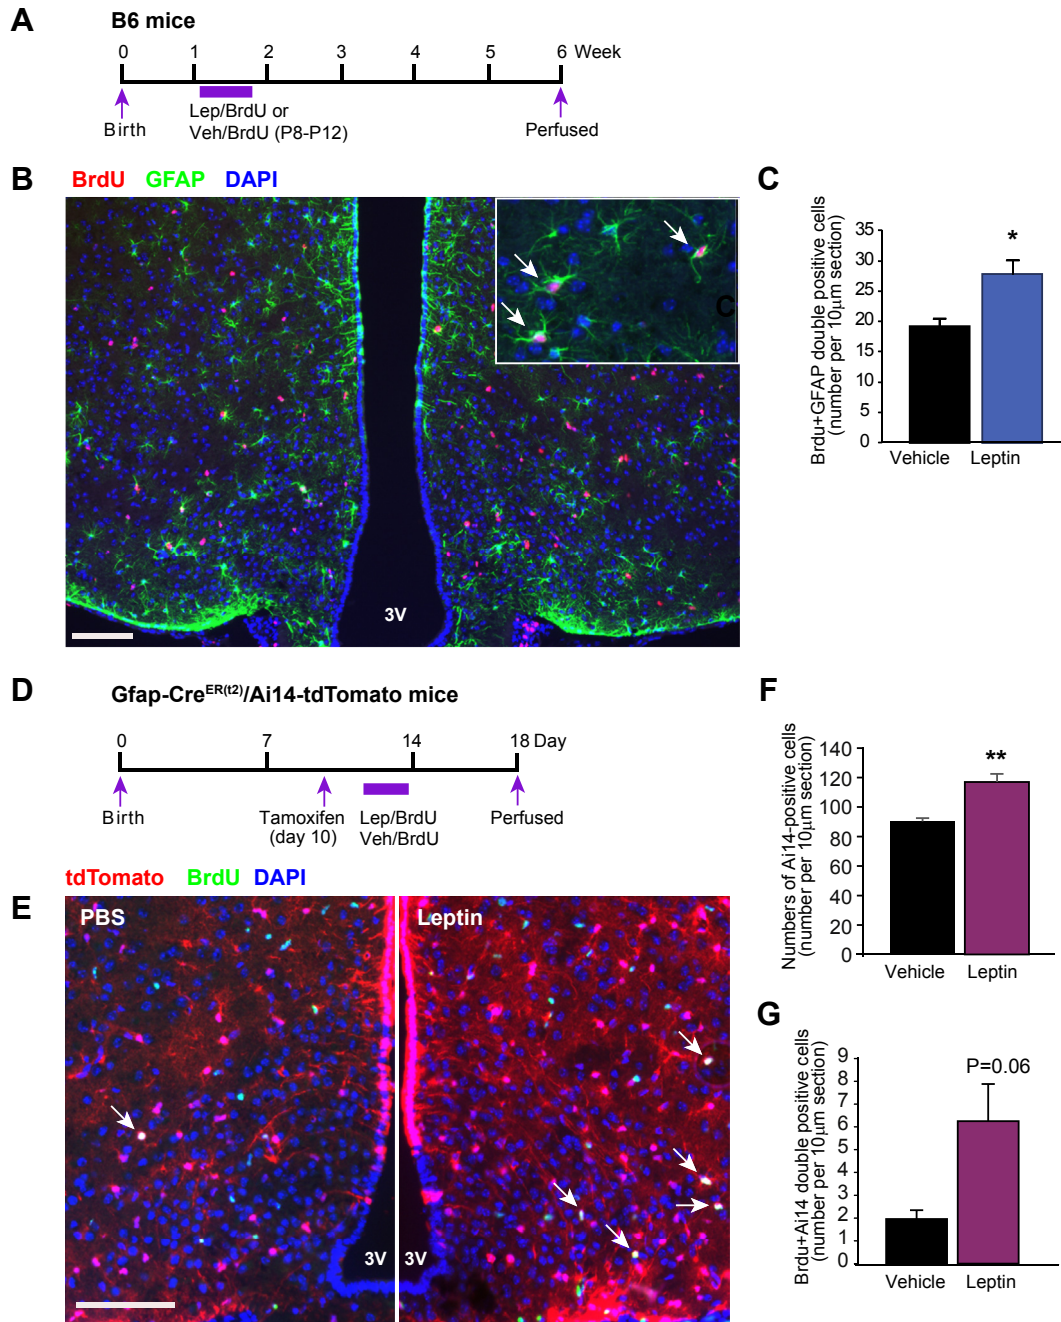 A
B6 mice
0 1 2 3 4 5 6 Week
Birth
Lep/BrdU or
Veh/BrdU (P8-P12)
Perfused
B
BrdU GFAP DAPI
C
3V
C
Brdu+GFAP double positive cells
(number per 10μm section)
35
30
25
20
15
10
5
0
*
Vehicle Leptin
D
Gfap-CreER(t2)/Ai14-tdTomato mice
0 7 14 18 Day
Birth
Tamoxifen
(day 10)
Lep/BrdU
Veh/BrdU
Perfused
tdTomato BrdU DAPI
E
PBS
Leptin
3V
3V
F
Numbers of Ai14-positive cells
(number per 10μm section)
140
120
100
80
60
40
20
0
**
Vehicle Leptin
G
Brdu+Ai14 double positive cells
(number per 10μm section)
9
8
7
6
5
4
3
2
1
0
P=0.06
Vehicle Leptin